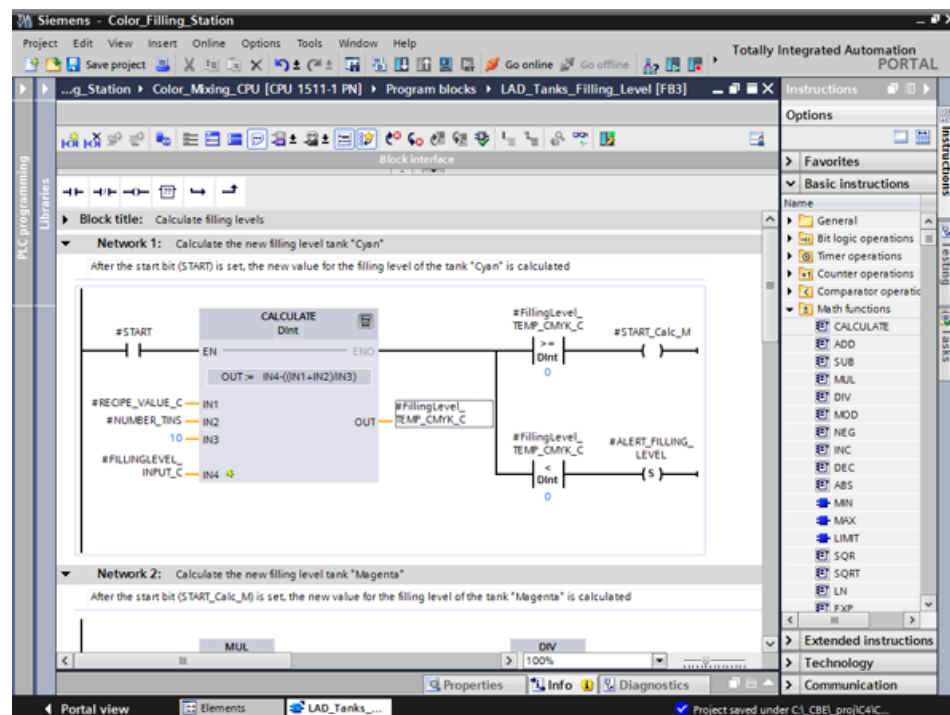 Siemens - Color_Filling_Station
Project Edit View Insert Online Options Tools Window Help
Totally Integrated Automation
PORTAL
Save project
Go online
Go offline
...g_Station
Color_Mixing_CPU [CPU 1511-1 PN]
Program blocks
LAD_Tanks_Filling_Level [FB3]
Instructions
Options
Block interface
Favorites
Basic instructions
Name
General
Bit logic operations
Timer operations
Counter operations
Comparator operatio
Math functions
CALCULATE
ADD
SUB
MUL
DIV
MOD
NEG
INC
DEC
ABS
MIN
MAX
LIMIT
SQR
SQRT
LN
EXP
Extended instructions
Technology
Communication
PLC programming
Libraries
Instructions
Testing
Tasks
Block title: Calculate filling levels
Network 1: Calculate the new filling level tank "Cyan"
After the start bit (START) is set, the new value for the filling level of the tank "Cyan" is calculated
#START
CALCULATE
DInt
EN
ENO
OUT := IN4-((IN1+IN2)/IN3)
#RECIPE_VALUE_C
IN1
#NUMBER_TINS
IN2
10
IN3
#FILLINGLEVEL_
INPUT_C
IN4
OUT
#FillingLevel_
TEMP_CMYK_C
#FillingLevel_
TEMP_CMYK_C
>=
DInt
0
#START_Calc_M
#FillingLevel_
TEMP_CMYK_C
<
DInt
0
#ALERT_FILLING_
LEVEL
S
Network 2: Calculate the new filling level tank "Magenta"
After the start bit (START_Calc_M) is set, the new value for the filling level of the tank "Magenta" is calculated
MUL
DIV
100%
Properties
Info
Diagnostics
Portal view
Elements
LAD_Tanks_...
Project saved under C:\_CBE\_proj\C4\C...